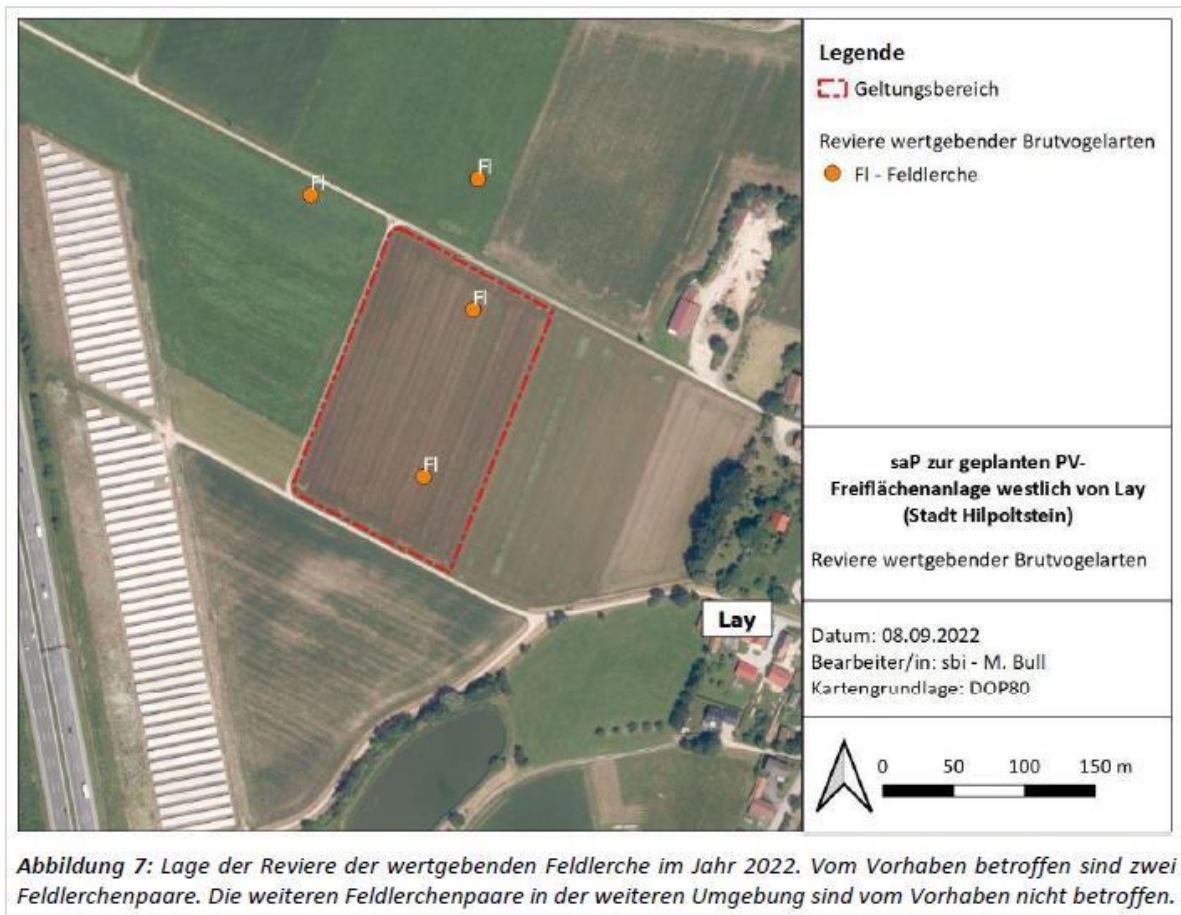 Legende
Geltungsbereich
Reviere wertgebender Brutvogelarten
Fl - Feldlerche
Fl
Fl
Fl
Fl
Lay
saP zur geplanten PV-
Freiflächenanlage westlich von Lay
(Stadt Hilpoltstein)
Reviere wertgebender Brutvogelarten
Datum: 08.09.2022
Bearbeiter/in: sbi - M. Bull
Kartengrundlage: DOP80
0 50 100 150 m
Abbildung 7: Lage der Reviere der wertgebenden Feldlerche im Jahr 2022. Vom Vorhaben betroffen sind zwei
Feldlerchenpaare. Die weiteren Feldlerchenpaare in der weiteren Umgebung sind vom Vorhaben nicht betroffen.